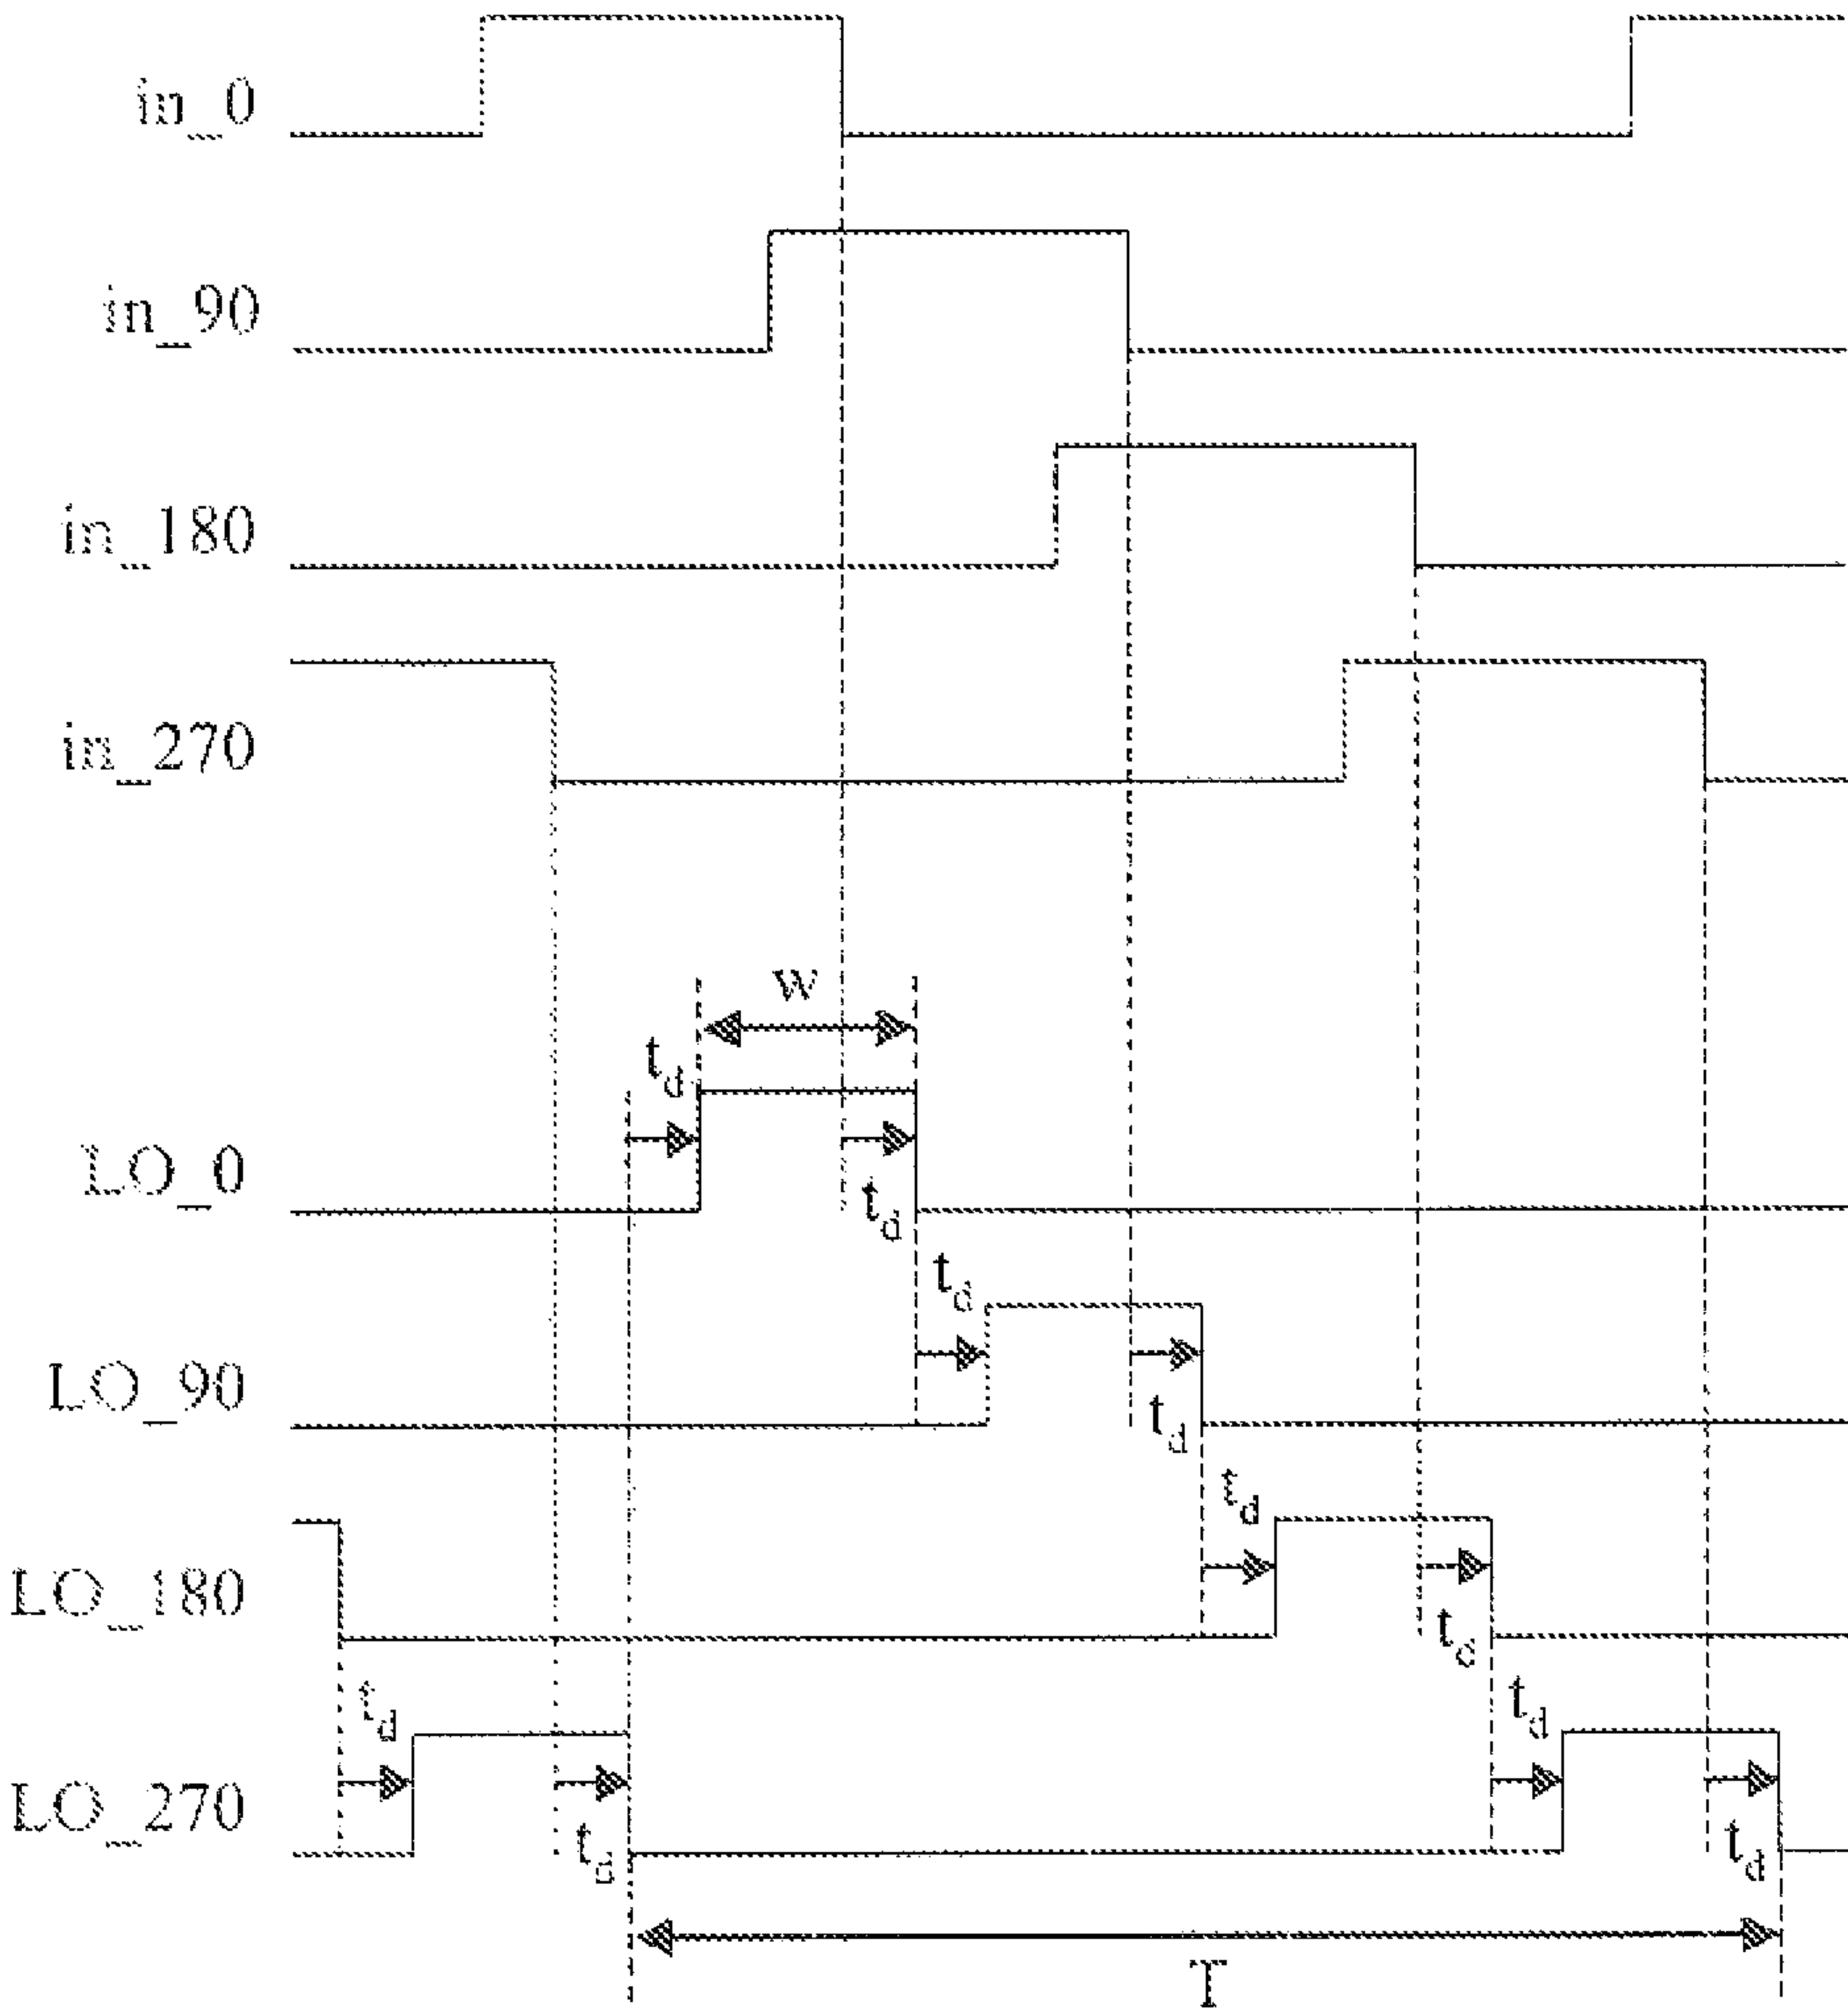 in_0
in_90
in_180
in_270
w
t_d
LO_0
t_d
t_d
LO_90
t_d
t_d
LO_180
t_d
t_d
t_d
LO_270
t_d
t_d
T